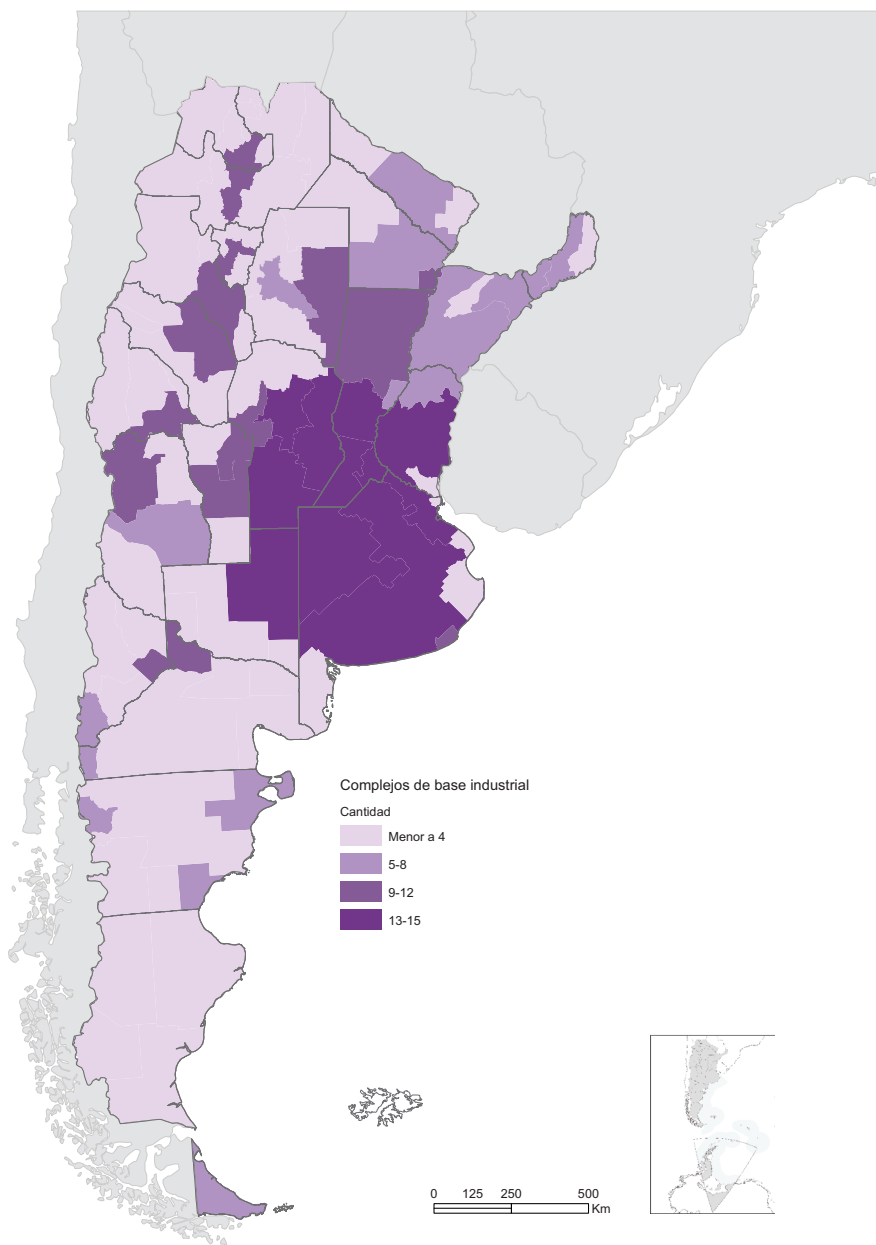 Complejos de base industrial
Cantidad
Menor a 4
5-8
9-12
13-15
0 125 250 500
Km